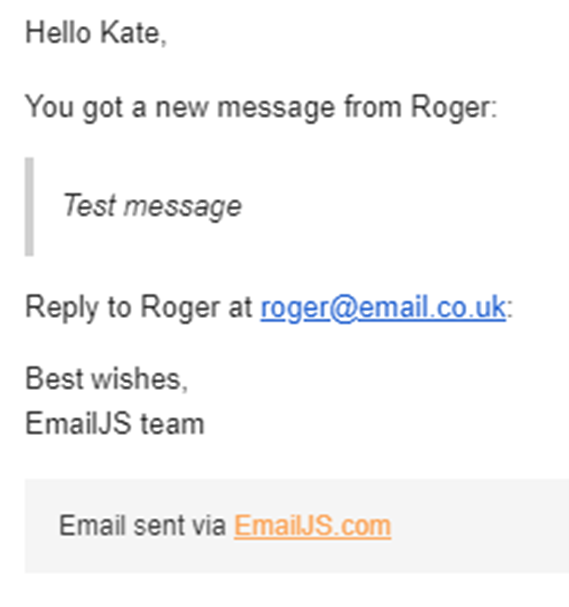 Hello Kate,
You got a new message from Roger:
Test message
Reply to Roger at roger@email.co.uk:
Best wishes,
EmailJS team
Email sent via EmailJS.com